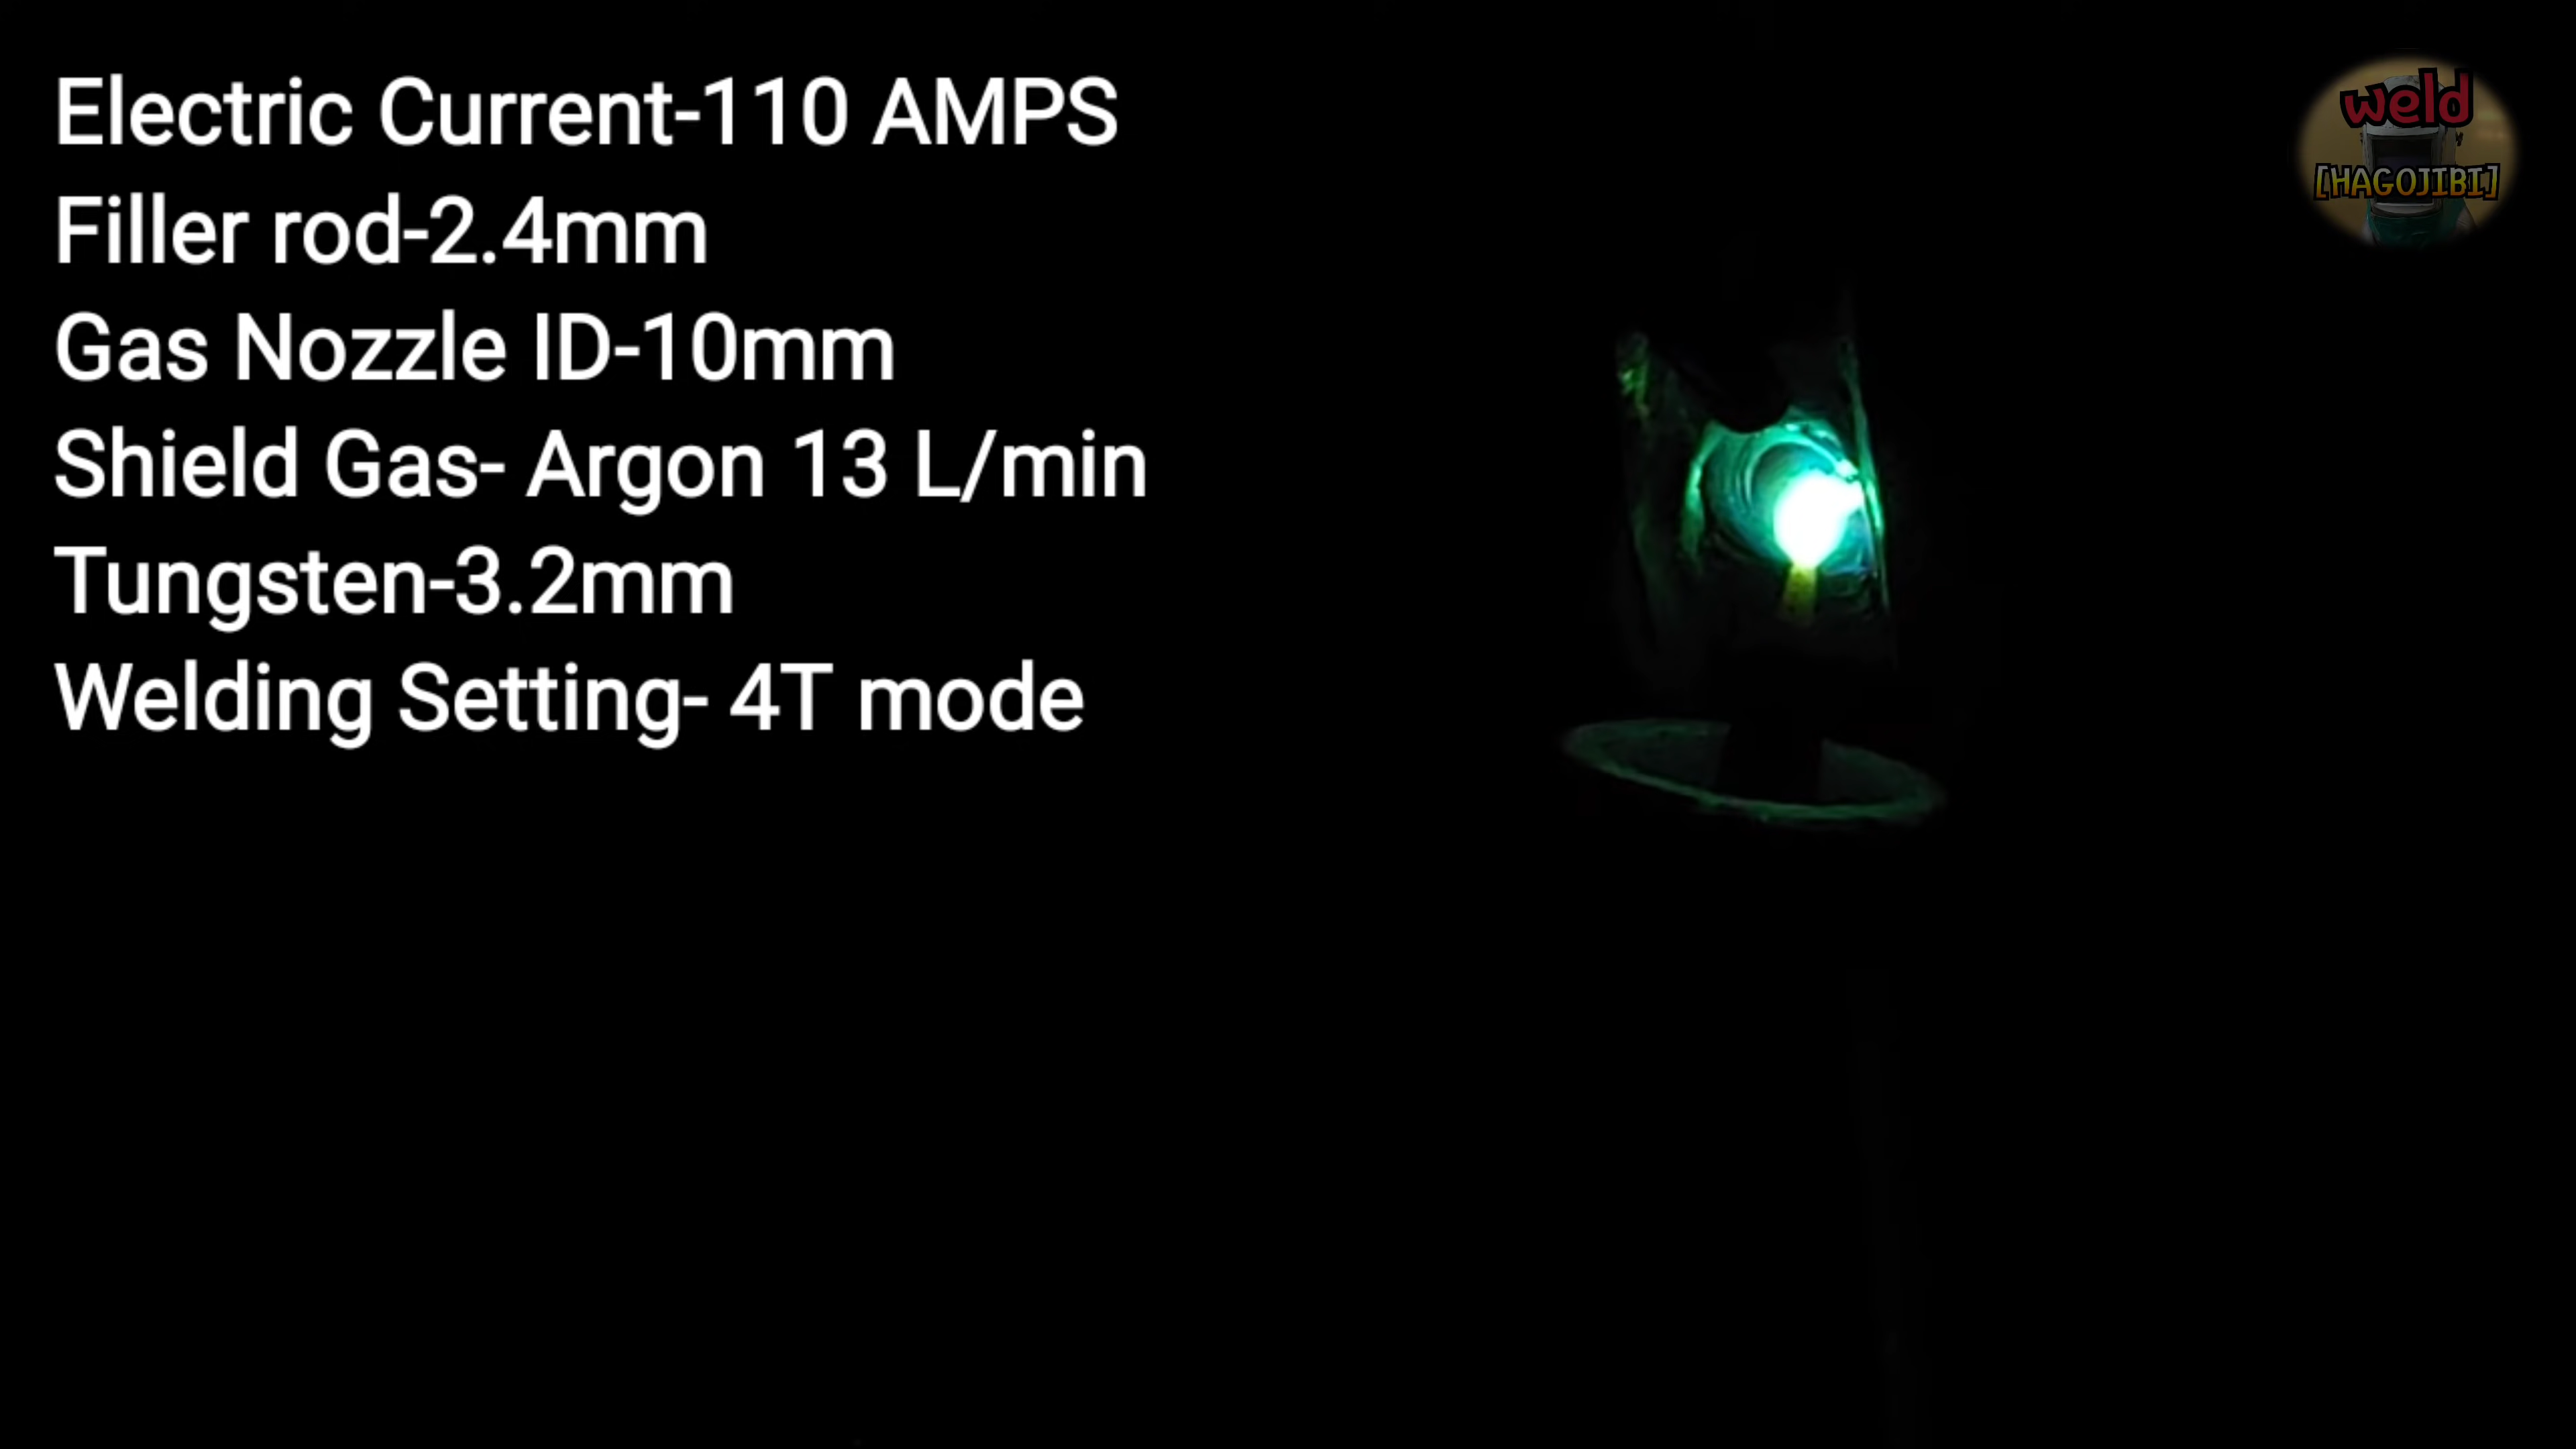 Electric Current-110 AMPS
Filler rod-2.4mm
Gas Nozzle ID-10mm
Shield Gas- Argon 13 L/min
Tungsten-3.2mm
Welding Setting- 4T mode
weld
[HAGOJIBI]